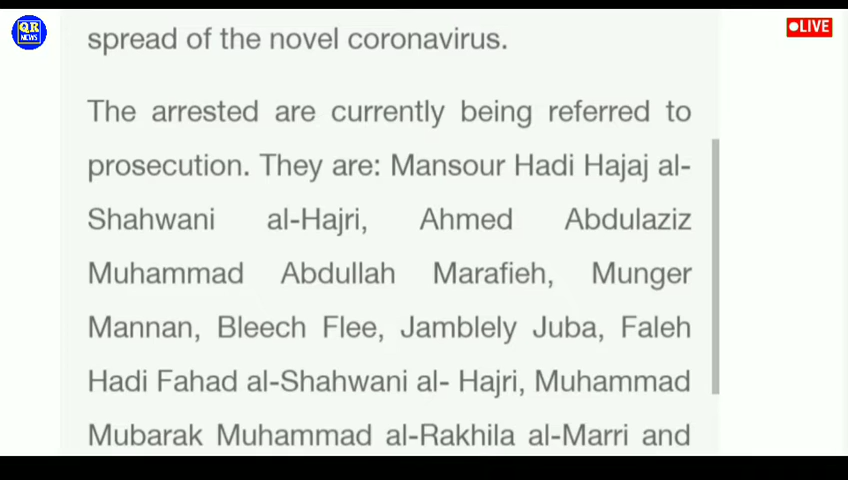 QR
NEWS
LIVE
spread of the novel coronavirus.
The arrested are currently being referred to
prosecution. They are: Mansour Hadi Hajaj al-
Shahwani al-Hajri, Ahmed Abdulaziz
Muhammad Abdullah Marafieh, Munger
Mannan, Bleech Flee, Jamblely Juba, Faleh
Hadi Fahad al-Shahwani al- Hajri, Muhammad
Mubarak Muhammad al-Rakhila al-Marri and